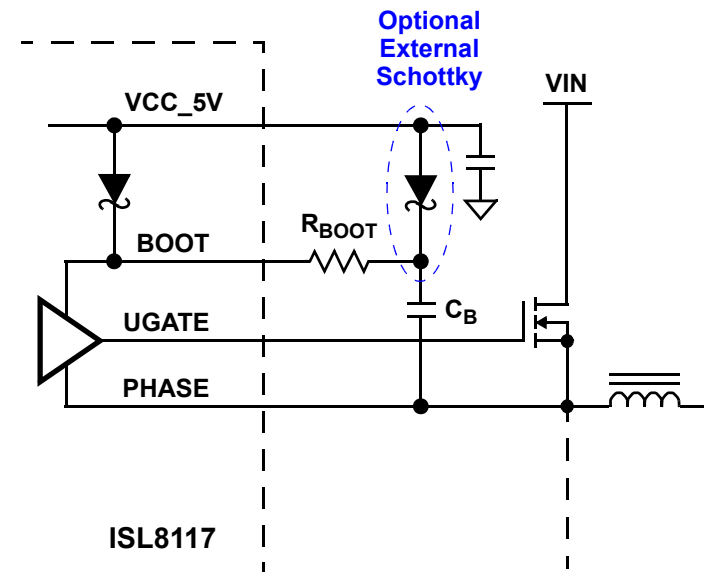 Optional
External
Schottky
VIN
VCC_5V
RBOOT
BOOT
CB
UGATE
PHASE
ISL8117